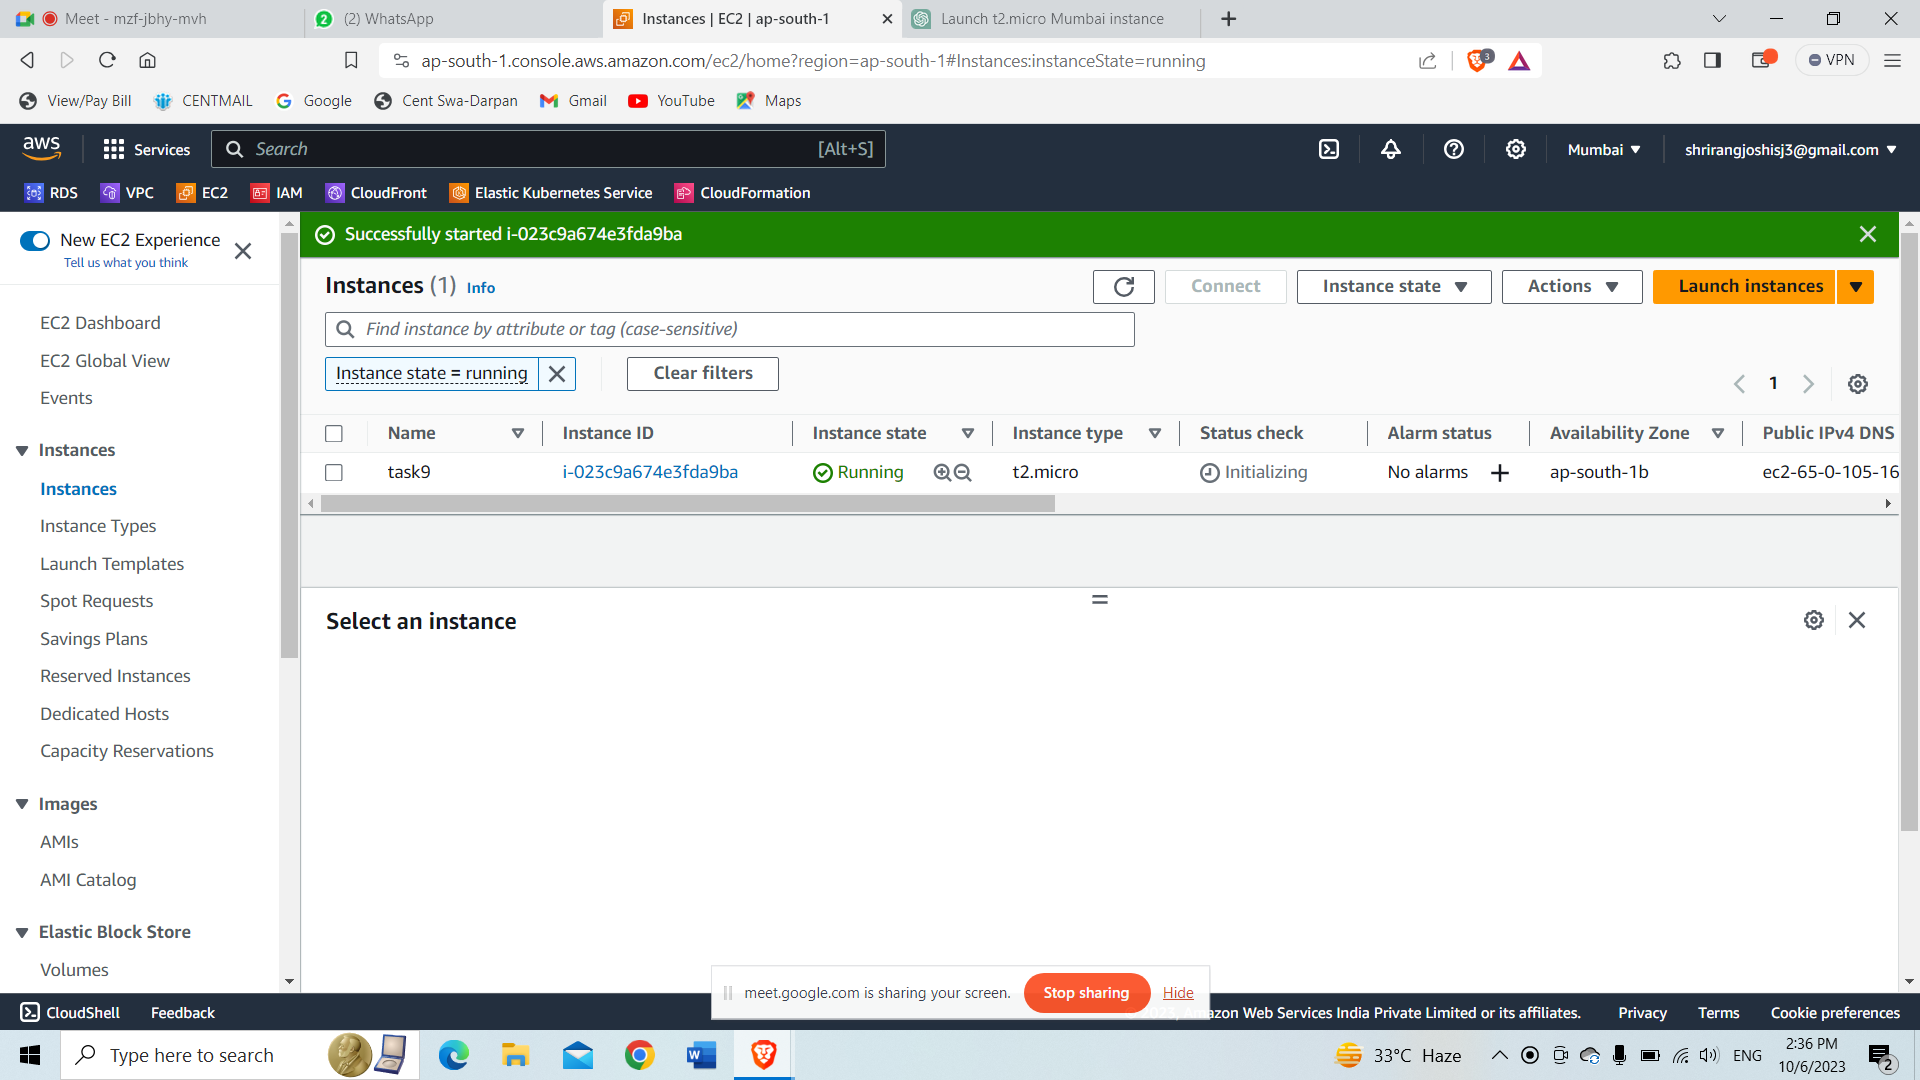 Meet - mzf-jbhy-mvh
(2) WhatsApp
Instances | EC2 | ap-south-1
Launch t2.micro Mumbai instance
ap-south-1.console.aws.amazon.com/ec2/home?region=ap-south-1#Instances:instanceState=running
3
VPN
View/Pay Bill
CENTMAIL
Google
Cent Swa-Darpan
Gmail
YouTube
Maps
aws
Services
Search
[Alt+S]
Mumbai
shrirangjoshisj3@gmail.com
RDS
VPC
EC2
IAM
CloudFront
Elastic Kubernetes Service
CloudFormation
New EC2 Experience
Tell us what you think
EC2 Dashboard
EC2 Global View
Events
Instances
Instances
Instance Types
Launch Templates
Spot Requests
Savings Plans
Reserved Instances
Dedicated Hosts
Capacity Reservations
Images
AMIs
AMI Catalog
Elastic Block Store
Volumes
Successfully started i-023c9a674e3fda9ba
Instances (1) Info
Connect
Instance state
Actions
Launch instances
Find instance by attribute or tag (case-sensitive)
Instance state = running
Clear filters
1
Name Instance ID Instance state Instance type Status check Alarm status Availability Zone Public IPv4 DNS
task9 i-023c9a674e3fda9ba Running t2.micro Initializing No alarms ap-south-1b ec2-65-0-105-16
Select an instance
meet.google.com is sharing your screen.
Stop sharing
Hide
CloudShell
Feedback
Amazon Web Services India Private Limited or its affiliates.
Privacy
Terms
Cookie preferences
Type here to search
33°C Haze
ENG
2:36 PM
10/6/2023
2